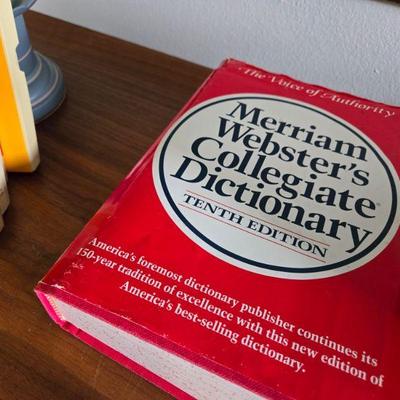 The Voice of Authority
Merriam
Webster's
Collegiate®
Dictionary
TENTH EDITION
America's foremost dictionary publisher continues its
150-year tradition of excellence with this new edition of
America's best-selling dictionary.